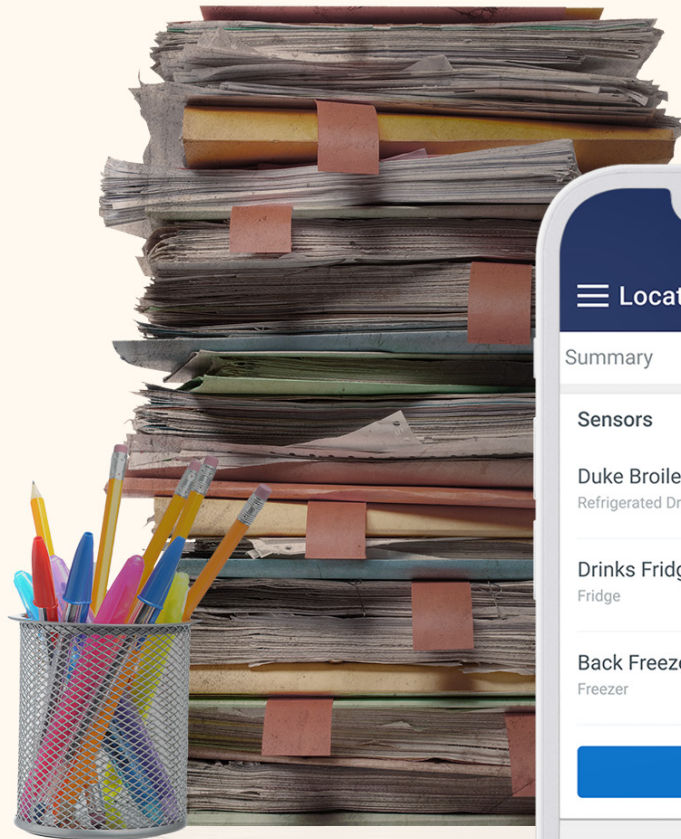 Locat
Summary
Sensors
Duke Broile
Refrigerated Dr
Drinks Fridg
Fridge
Back Freeze
Freezer